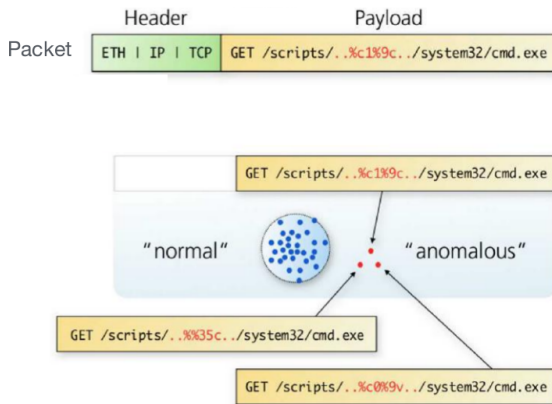 Header Payload
Packet ETH | IP | TCP GET /scripts/..%c1%9c../system32/cmd.exe
GET /scripts/..%c1%9c../system32/cmd.exe
"normal" "anomalous"
GET /scripts/..%%35c../system32/cmd.exe
GET /scripts/..%c0%9v../system32/cmd.exe